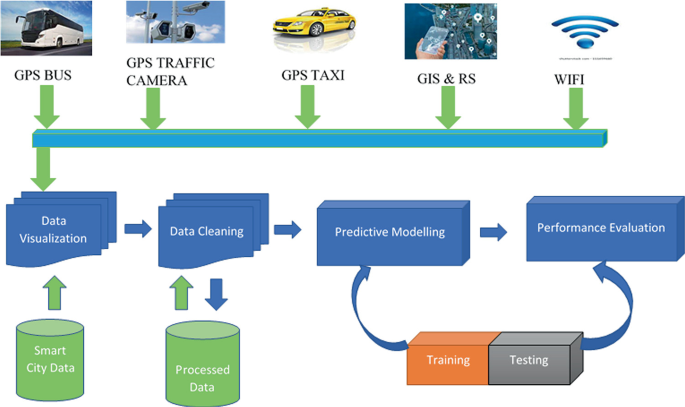 GPS BUS
GPS TRAFFIC
CAMERA
GPS TAXI
GIS & RS
WIFI
Data
Visualization
Data Cleaning
Predictive Modelling
Performance Evaluation
Smart
City Data
Processed
Data
Training
Testing